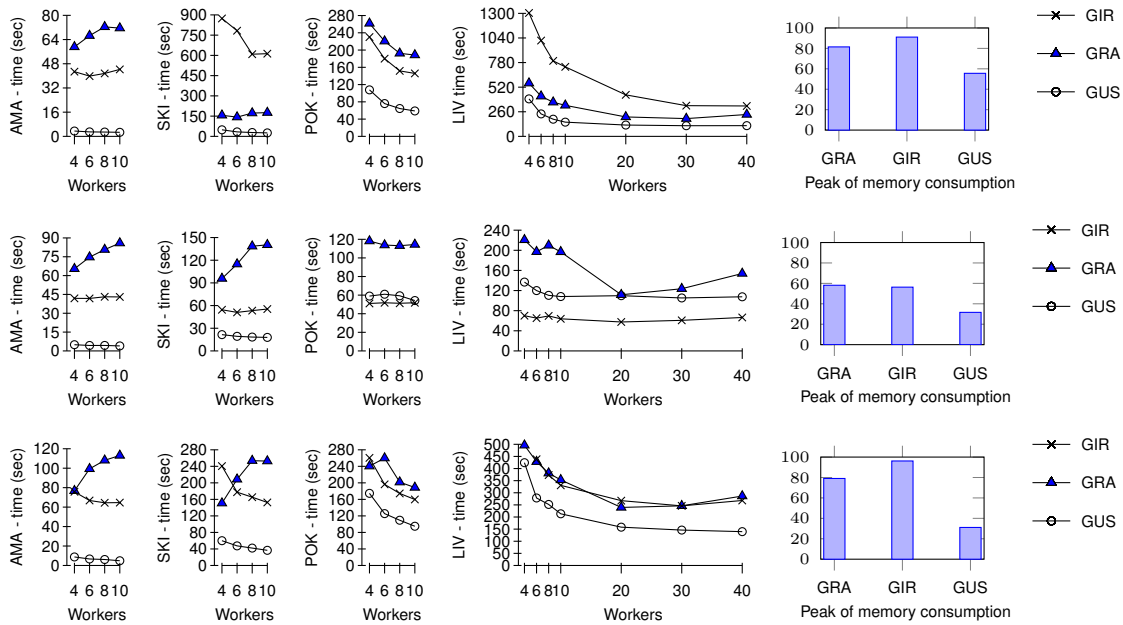 AMA - time (sec)
80
64
48
32
16
0
4 6 8 10
Workers
SKI - time (sec)
900
750
600
450
300
150
0
4 6 8 10
Workers
POK - time (sec)
280
240
200
160
120
80
40
0
4 6 8 10
Workers
LIV time (sec)
1300
1040
780
520
260
0
4 6 8 10 20 30 40
Workers
100
80
60
40
20
0
GRA GIR GUS
Peak of memory consumption
GIR
GRA
GUS
AMA - time (sec)
90
75
60
45
30
15
0
4 6 8 10
Workers
SKI - time (sec)
150
120
90
60
30
0
4 6 8 10
Workers
POK - time (sec)
120
100
80
60
40
20
0
4 6 8 10
Workers
LIV - time (sec)
240
200
160
120
80
40
0
4 6 8 10 20 30 40
Workers
100
80
60
40
20
0
GRA GIR GUS
Peak of memory consumption
GIR
GRA
GUS
AMA - time (sec)
120
100
80
60
40
20
0
4 6 8 10
Workers
SKI - time (sec)
280
240
200
160
120
80
40
0
4 6 8 10
Workers
POK - time (sec)
280
240
200
160
120
80
40
0
4 6 8 10
Workers
LIV - time (sec)
500
450
400
350
300
250
200
150
100
50
0
4 6 8 10 20 30 40
Workers
100
80
60
40
20
0
GRA GIR GUS
Peak of memory consumption
GIR
GRA
GUS